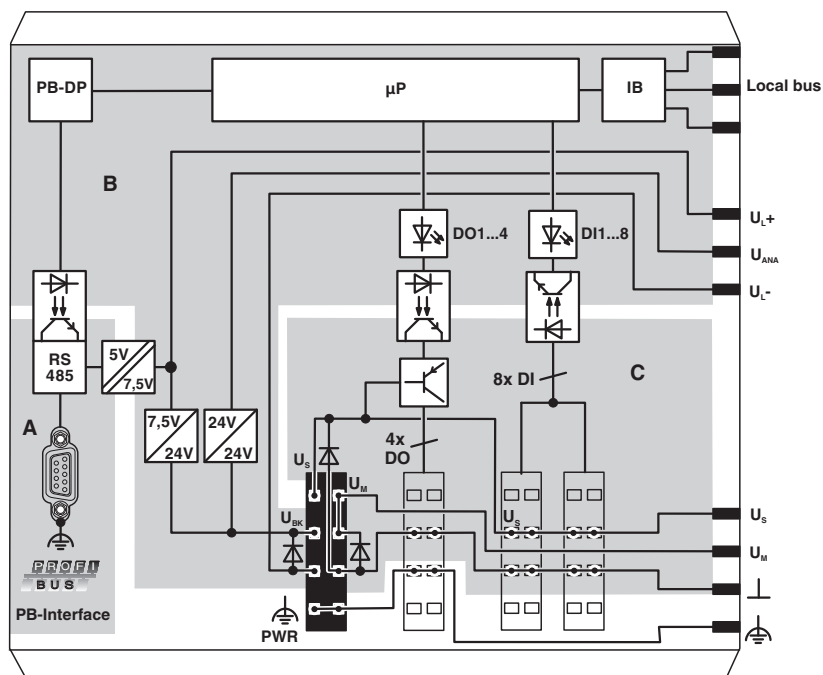 PB-DP
µP
IB
Local bus
B
UL+
DO1...4
DI1...8
UANA
UL-
RS
485
5V
7,5V
8x DI
C
A
7,5V
24V
24V
24V
4x
DO
US
UM
US
US
UBK
UM
PROFI
BUS
PB-Interface
PWR